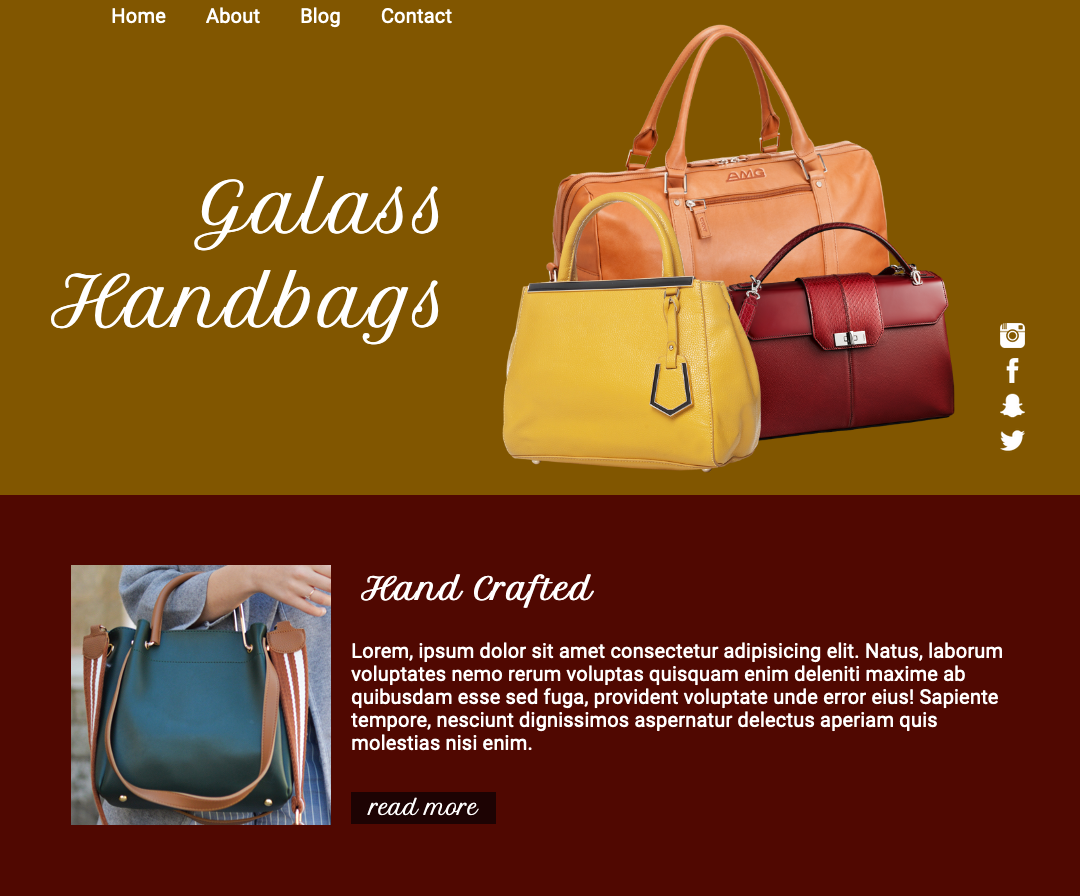 Home About Blog Contact
AMG
Galass
Handbags
Hand Crafted
Lorem, ipsum dolor sit amet consectetur adipisicing elit. Natus, laborum
voluptates nemo rerum voluptas quisquam enim deleniti maxime ab
quibusdam esse sed fuga, provident voluptate unde error eius! Sapiente
tempore, nesciunt dignissimos aspernatur delectus aperiam quis
molestias nisi enim.
read more